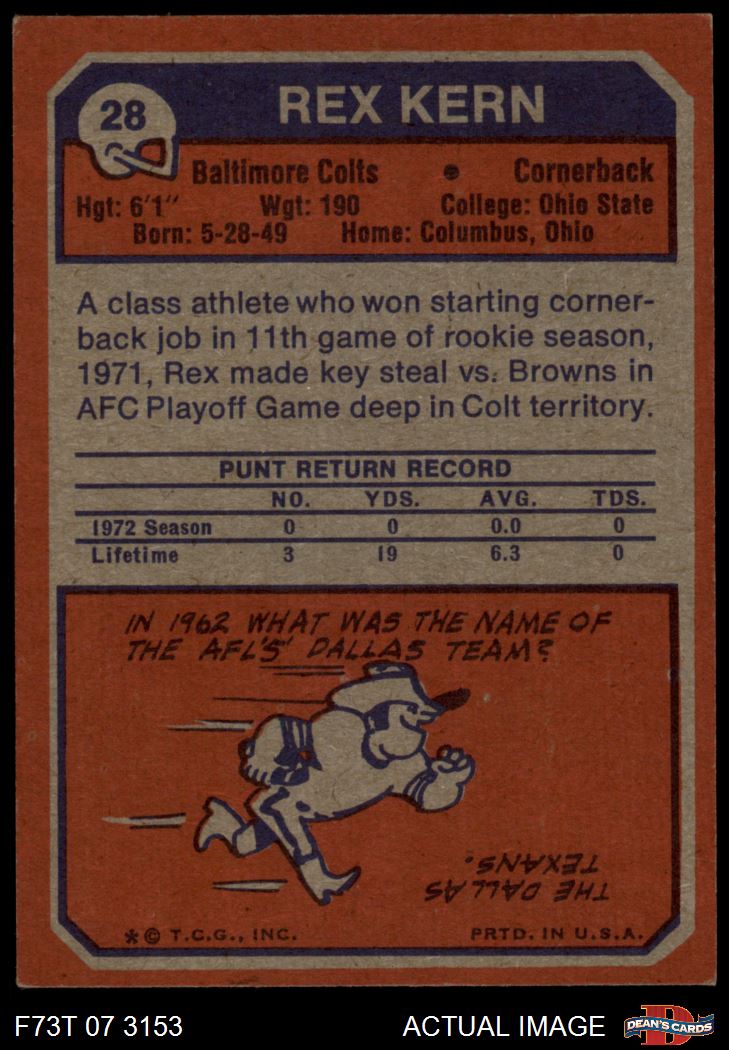 28
REX KERN
Baltimore Colts • Cornerback
Hgt: 6'1" Wgt: 190 College: Ohio State
Born: 5-28-49 Home: Columbus, Ohio
A class athlete who won starting corner-
back job in 11th game of rookie season,
1971, Rex made key steal vs. Browns in
AFC Playoff Game deep in Colt territory.
PUNT RETURN RECORD
NO. YDS. AVG. TDS.
1972 Season 0 0 0.0 0
Lifetime 3 19 6.3 0
IN 1962 WHAT WAS THE NAME OF
THE AFL'S' DALLAS TEAM?
THE DALLAS
TEXANS.
* © T.C.G., INC. PRTD. IN U.S.A.
F73T 07 3153 ACTUAL IMAGE DEAN'S CARDS